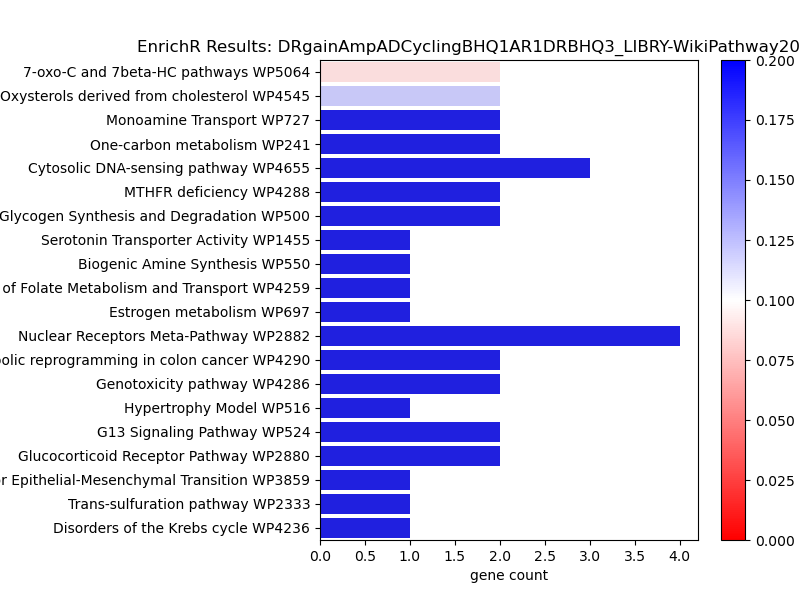 EnrichR Results: DRgainAmpADCyclingBHQ1AR1DRBHQ3_LIBRY-WikiPathway20
7-oxo-C and 7beta-HC pathways WP5064
Oxysterols derived from cholesterol WP4545
Monoamine Transport WP727
One-carbon metabolism WP241
Cytosolic DNA-sensing pathway WP4655
MTHFR deficiency WP4288
Glycogen Synthesis and Degradation WP500
Serotonin Transporter Activity WP1455
Biogenic Amine Synthesis WP550
of Folate Metabolism and Transport WP4259
Estrogen metabolism WP697
Nuclear Receptors Meta-Pathway WP2882
olic reprogramming in colon cancer WP4290
Genotoxicity pathway WP4286
Hypertrophy Model WP516
G13 Signaling Pathway WP524
Glucocorticoid Receptor Pathway WP2880
r Epithelial-Mesenchymal Transition WP3859
Trans-sulfuration pathway WP2333
Disorders of the Krebs cycle WP4236
0.0 0.5 1.0 1.5 2.0 2.5 3.0 3.5 4.0
gene count
0.200
0.175
0.150
0.125
0.100
0.075
0.050
0.025
0.000